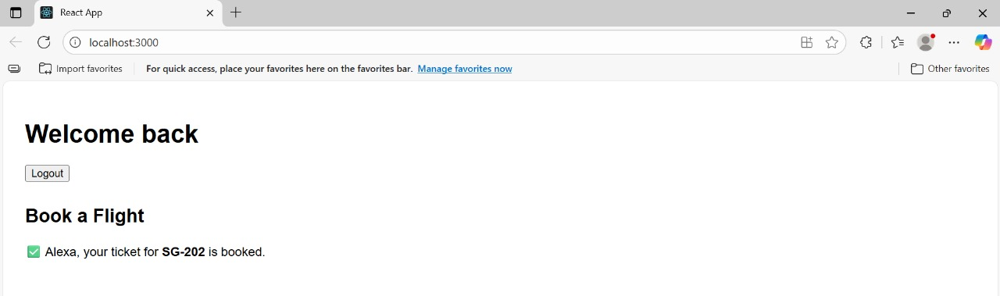 React App
localhost:3000
Import favorites For quick access, place your favorites here on the favorites bar. Manage favorites now Other favorites
Welcome back
Logout
Book a Flight
✅ Alexa, your ticket for SG-202 is booked.